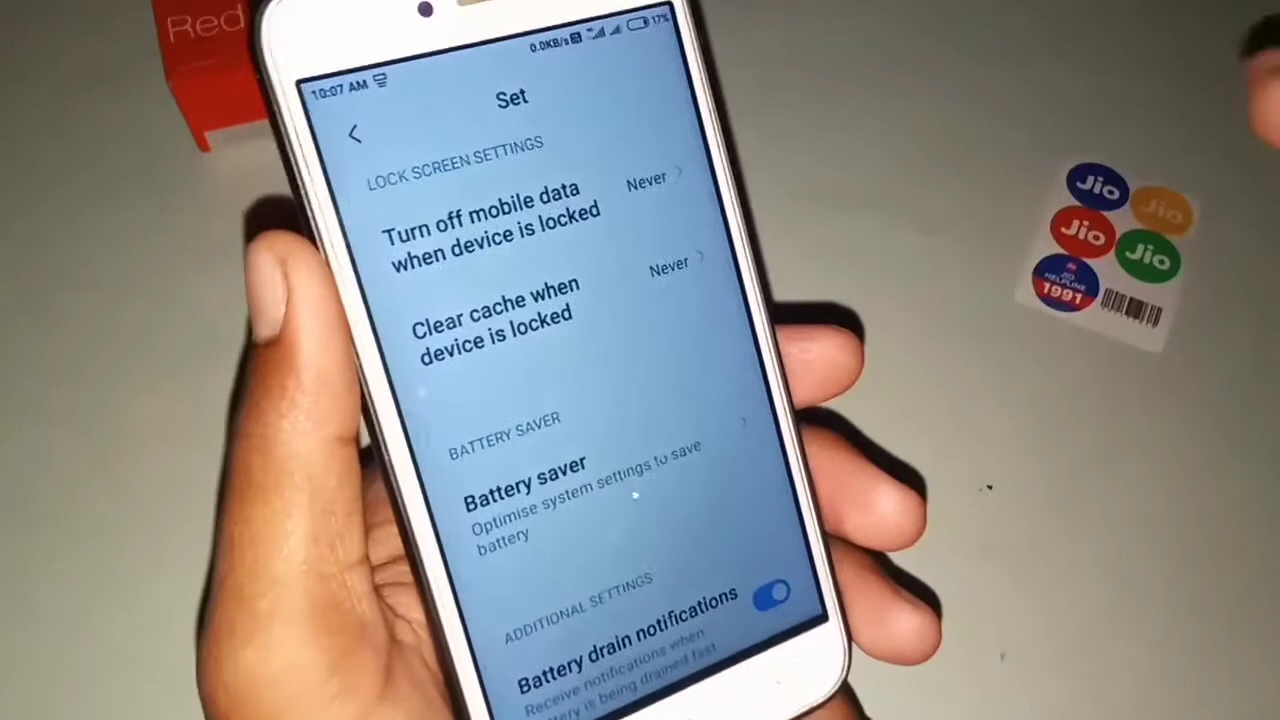 Red
10:07 AM
0.0KB/s
17%
Set
LOCK SCREEN SETTINGS
Turn off mobile data
when device is locked
Never
Clear cache when
device is locked
Never
BATTERY SAVER
Battery saver
Optimise system settings to save
battery
ADDITIONAL SETTINGS
Battery drain notifications
Receive notifications when
battery is being drained fast
Jio
Jio
Jio
Jio
JIO
HELPLINE
1991